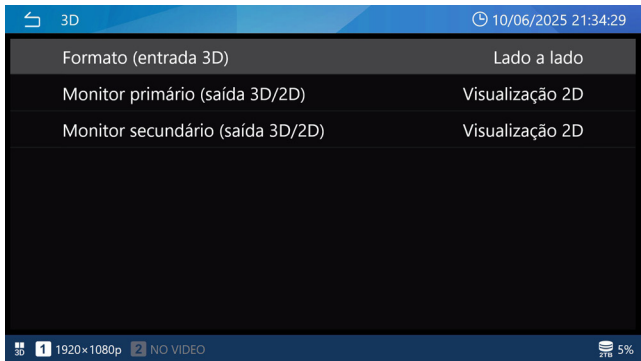 3D 10/06/2025 21:34:29
Formato (entrada 3D) Lado a lado
Monitor primário (saída 3D/2D) Visualização 2D
Monitor secundário (saída 3D/2D) Visualização 2D
3D 1 1920×1080p 2 NO VIDEO 2TB 5%